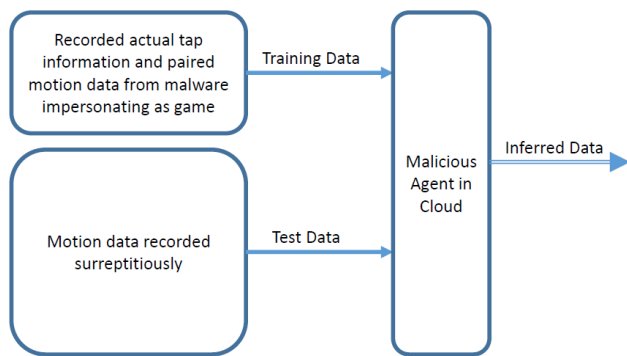 Recorded actual tap
information and paired
motion data from malware
impersonating as game
Training Data
Malicious
Agent in
Cloud
Inferred Data
Motion data recorded
surreptitiously
Test Data